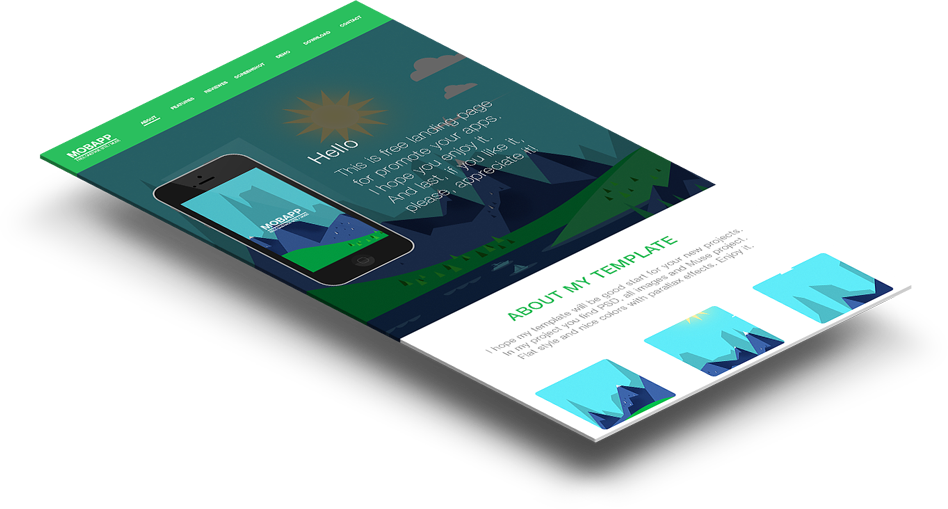 MOBAPP
ABOUT
FEATURES
REVIEWES
SCREENSHOT
DEMO
DOWNLOAD
CONTACT
Hello
This is free landing page
for promote your apps.
I hope you enjoy it.
And last, if you like it,
please, appreciate it!
MOBAPP
ABOUT MY TEMPLATE
I hope my template will be good start for your new projects.
In my project you find PSD, all images and Muse project.
Flat style and nice colors with parallax effects. Enjoy it.